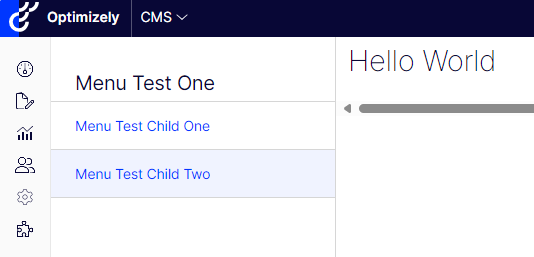 Optimizely CMS
Menu Test One
Menu Test Child One
Menu Test Child Two
Hello World